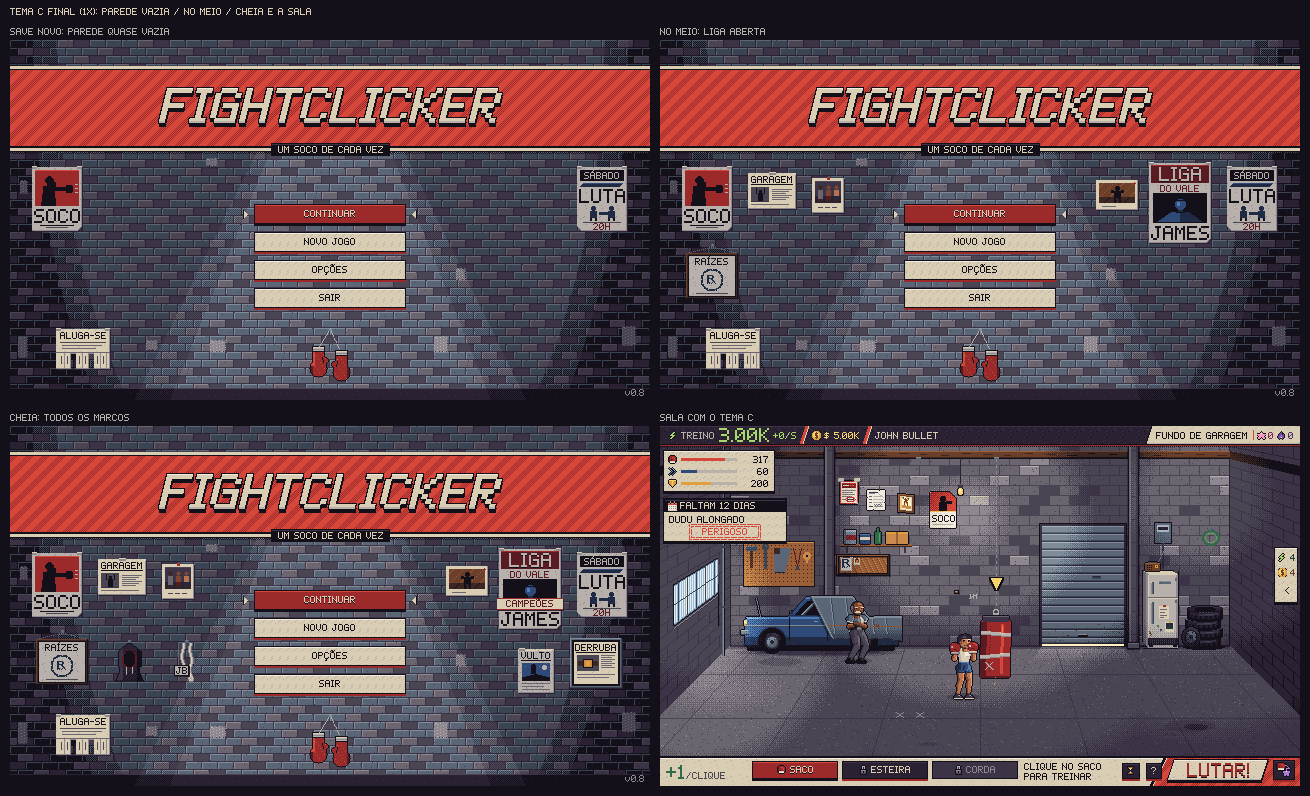 TEMA C FINAL (1X): PAREDE VAZIA / NO MEIO / CHEIA E A SALA
SAVE NOVO: PAREDE QUASE VAZIA
FIGHTCLICKER
UM SOCO DE CADA VEZ
SOCO
SÁBADO
LUTA
20H
CONTINUAR
NOVO JOGO
OPÇÕES
SAIR
ALUGA-SE
v0.8
NO MEIO: LIGA ABERTA
FIGHTCLICKER
UM SOCO DE CADA VEZ
SOCO
GARAGEM
LIGA
DO VALE
JAMES
SÁBADO
LUTA
20H
CONTINUAR
NOVO JOGO
OPÇÕES
SAIR
RAÍZES
R
ALUGA-SE
v0.8
CHEIA: TODOS OS MARCOS
FIGHTCLICKER
UM SOCO DE CADA VEZ
SOCO
GARAGEM
LIGA
DO VALE
CAMPEÕES
JAMES
SÁBADO
LUTA
20H
CONTINUAR
NOVO JOGO
OPÇÕES
SAIR
RAÍZES
R
JB
VULTO
DERRUBA
ALUGA-SE
v0.8
SALA COM O TEMA C
TREINO 3.00K +0/S $ 5.00K JOHN BULLET
FUNDO DE GARAGEM 0 0
317
60
200
FALTAM 12 DIAS
DUDU ALONGADO
PERIGOSO
SOCO
R
4
4
<
+1/CLIQUE
SACO
ESTEIRA
CORDA
CLIQUE NO SACO
PARA TREINAR
?
LUTAR!